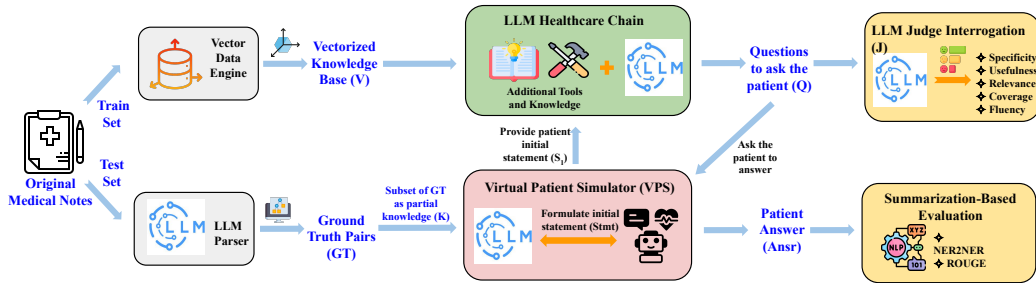 Original
Medical Notes
Train
Set
Test
Set
Vector
Data
Engine
Vectorized
Knowledge
Base (V)
LLM Healthcare Chain
LLM
Additional Tools
and Knowledge
Questions
to ask the
patient (Q)
LLM Judge Interrogation
(J)
LLM
Specificity
Usefulness
Relevance
Coverage
Fluency
Provide patient
initial
statement (S1)
Ask the
patient to
answer
LLM
LLM
Parser
Ground
Truth Pairs
(GT)
Subset of GT
as partial
knowledge (K)
Virtual Patient Simulator (VPS)
LLM
Formulate initial
statement (Stmt)
Patient
Answer
(Ansr)
Summarization-Based
Evaluation
NLP
XYZ
101
NER2NER
ROUGE